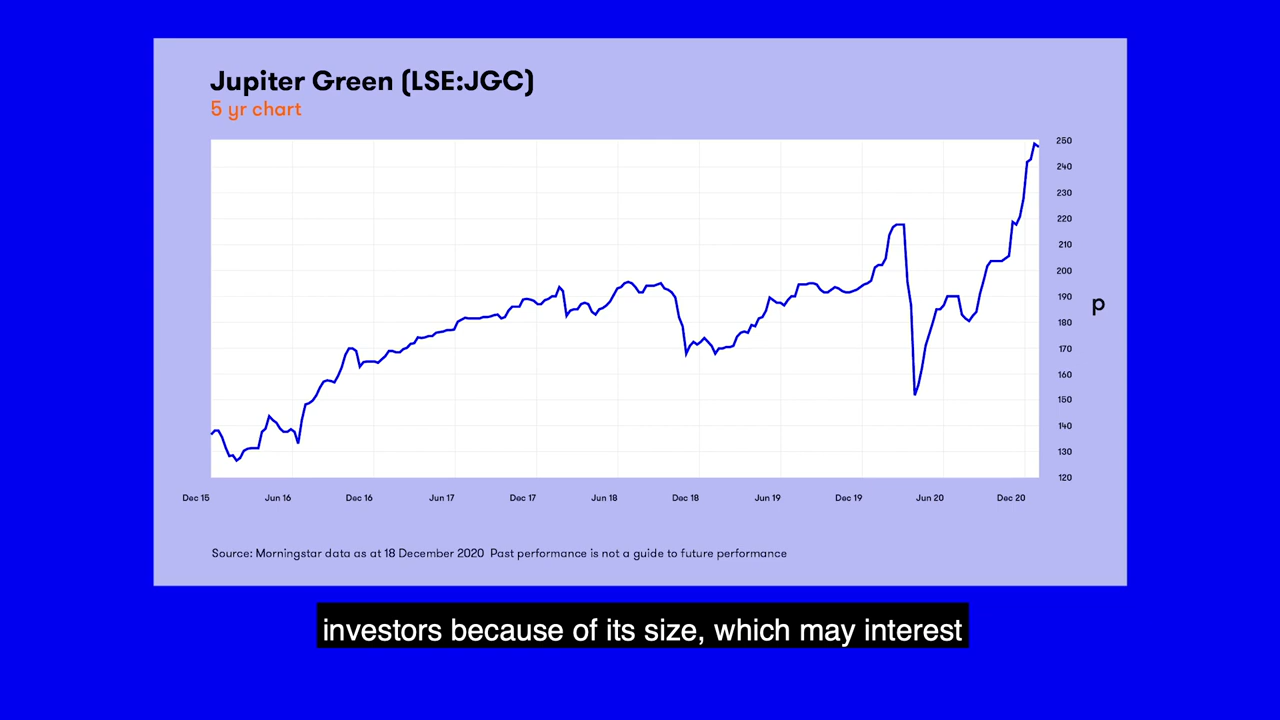 Jupiter Green (LSE:JGC)
5 yr chart
250
240
230
220
210
200
190
p
180
170
160
150
140
130
120
Dec 15 Jun 16 Dec 16 Jun 17 Dec 17 Jun 18 Dec 18 Jun 19 Dec 19 Jun 20 Dec 20
Source: Morningstar data as at 18 December 2020 Past performance is not a guide to future performance
investors because of its size, which may interest